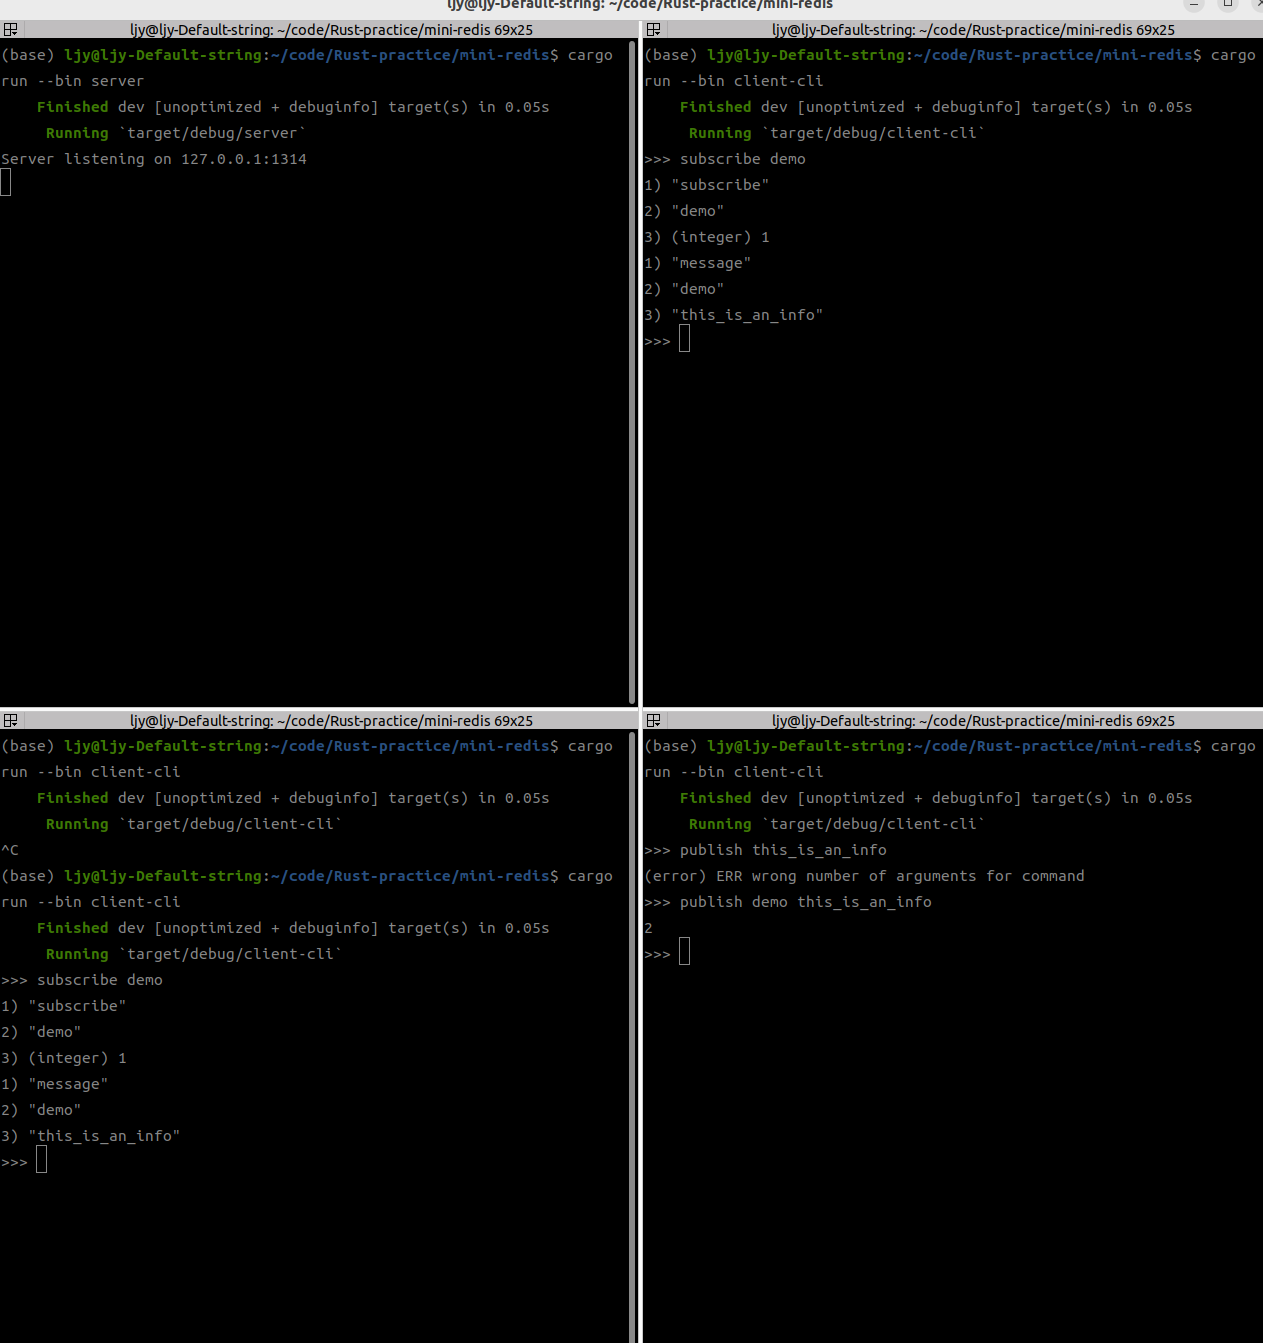 ljy@ljy-Default-string: ~/code/Rust-practice/mini-redis
ljy@ljy-Default-string: ~/code/Rust-practice/mini-redis 69x25
(base) ljy@ljy-Default-string:~/code/Rust-practice/mini-redis$ cargo
run --bin server
Finished dev [unoptimized + debuginfo] target(s) in 0.05s
Running `target/debug/server`
Server listening on 127.0.0.1:1314
ljy@ljy-Default-string: ~/code/Rust-practice/mini-redis 69x25
(base) ljy@ljy-Default-string:~/code/Rust-practice/mini-redis$ cargo
run --bin client-cli
Finished dev [unoptimized + debuginfo] target(s) in 0.05s
Running `target/debug/client-cli`
>>> subscribe demo
1) "subscribe"
2) "demo"
3) (integer) 1
1) "message"
2) "demo"
3) "this_is_an_info"
>>>
ljy@ljy-Default-string: ~/code/Rust-practice/mini-redis 69x25
(base) ljy@ljy-Default-string:~/code/Rust-practice/mini-redis$ cargo
run --bin client-cli
Finished dev [unoptimized + debuginfo] target(s) in 0.05s
Running `target/debug/client-cli`
^C
(base) ljy@ljy-Default-string:~/code/Rust-practice/mini-redis$ cargo
run --bin client-cli
Finished dev [unoptimized + debuginfo] target(s) in 0.05s
Running `target/debug/client-cli`
>>> subscribe demo
1) "subscribe"
2) "demo"
3) (integer) 1
1) "message"
2) "demo"
3) "this_is_an_info"
>>>
ljy@ljy-Default-string: ~/code/Rust-practice/mini-redis 69x25
(base) ljy@ljy-Default-string:~/code/Rust-practice/mini-redis$ cargo
run --bin client-cli
Finished dev [unoptimized + debuginfo] target(s) in 0.05s
Running `target/debug/client-cli`
>>> publish this_is_an_info
(error) ERR wrong number of arguments for command
>>> publish demo this_is_an_info
2
>>>